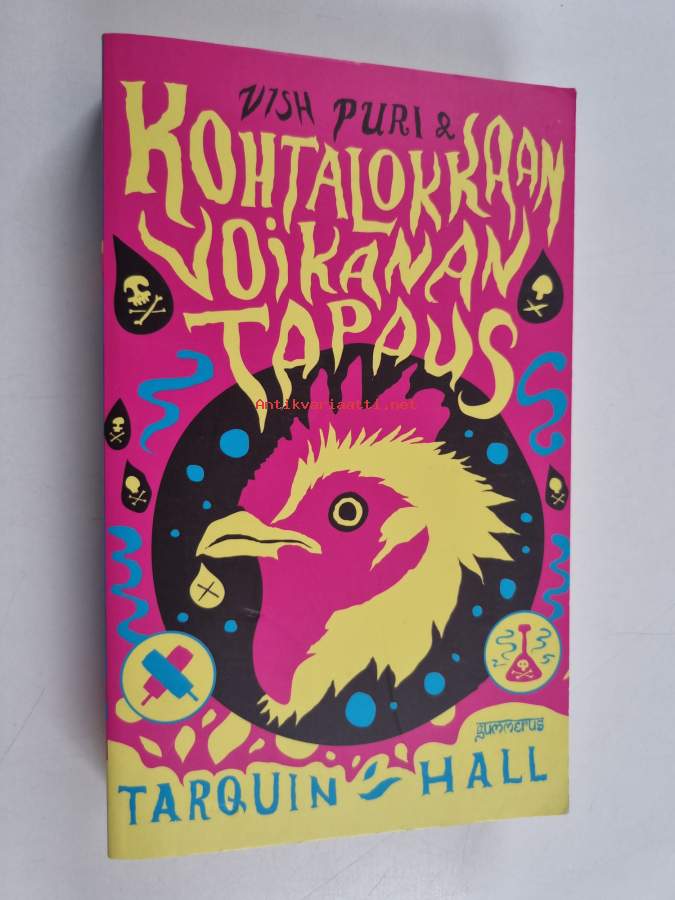 VISH PURI &
KOHTALOKKAAN
VOiKANAN
TAPAUS
Antikvariaatti.net
gummerus
TARQUIN HALL